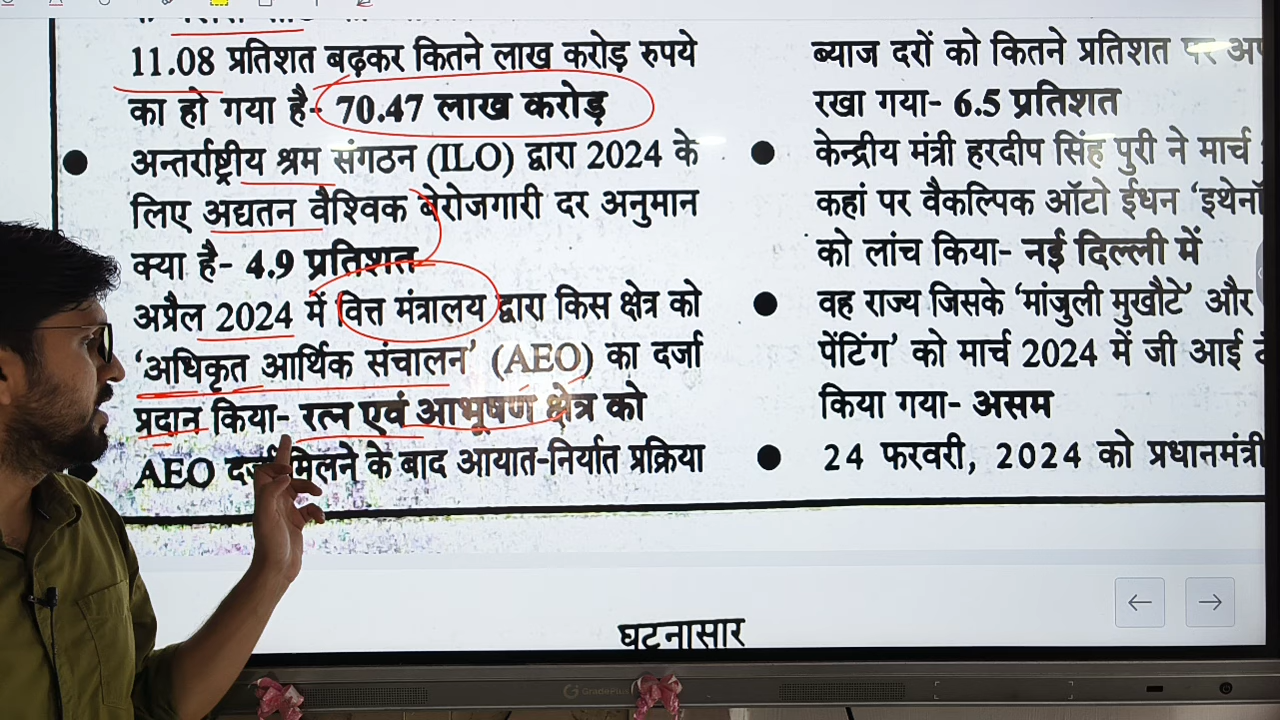 11.08 प्रतिशत बढ़कर कितने लाख करोड़ रुपये
का हो गया है- 70.47 लाख करोड़
● अन्तर्राष्ट्रीय श्रम संगठन (ILO) द्वारा 2024 के
लिए अद्यतन वैश्विक बेरोजगारी दर अनुमान
क्या है- 4.9 प्रतिशत
अप्रैल 2024 में वित्त मंत्रालय द्वारा किस क्षेत्र को
'अधिकृत आर्थिक संचालन' (AEO) का दर्जा
प्रदान किया- रत्न एवं आभूषण क्षेत्र को
AEO दर्जा मिलने के बाद आयात-निर्यात प्रक्रिया
ब्याज दरों को कितने प्रतिशत पर
रखा गया- 6.5 प्रतिशत
● केन्द्रीय मंत्री हरदीप सिंह पुरी ने मार्च
कहां पर वैकल्पिक ऑटो ईधन 'इथेनॉ
को लांच किया- नई दिल्ली में
● वह राज्य जिसके 'मांजुली मुखौटे' और
पेंटिंग' को मार्च 2024 में जी आई
किया गया- असम
● 24 फरवरी, 2024 को प्रधानमंत्री
घटनासार
GradePlus